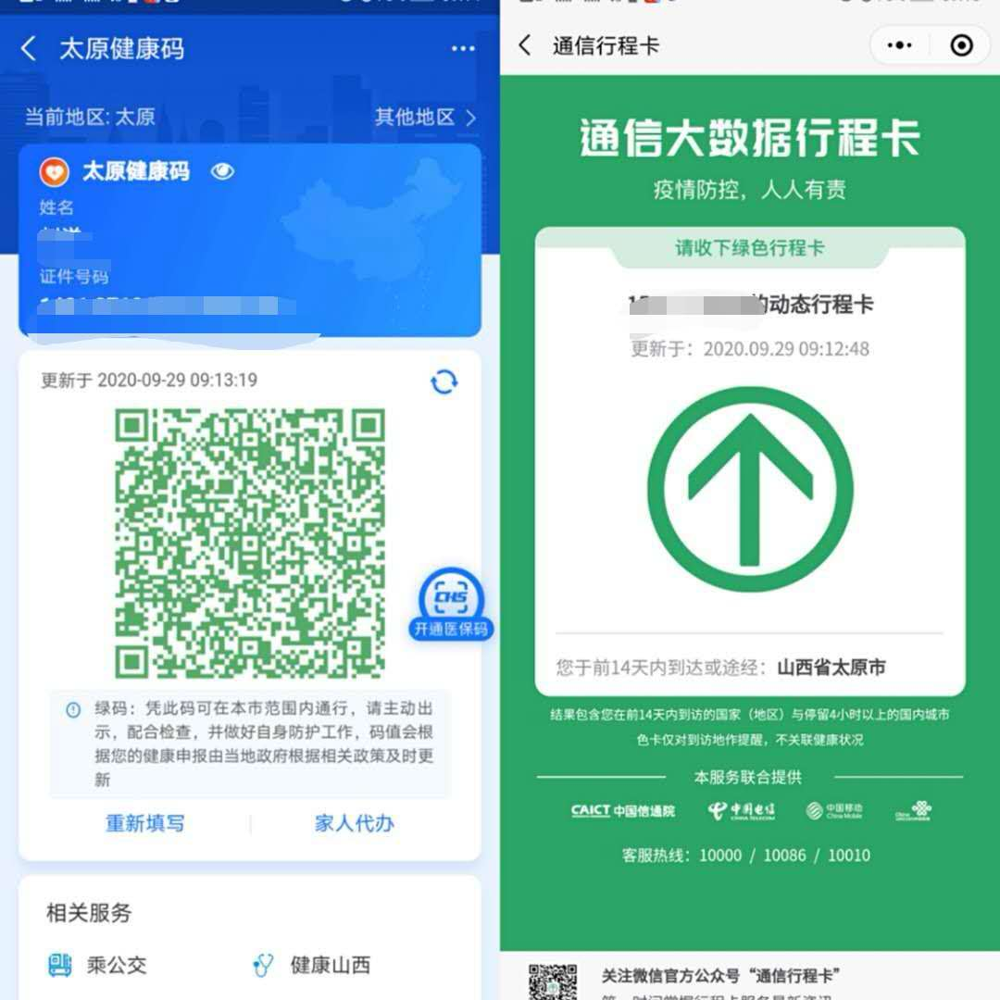 太原健康码
当前地区: 太原
其他地区
太原健康码
姓名
证件号码
更新于 2020-09-29 09:13:19
CHS
开通医保码
绿码：凭此码可在本市范围内通行，请主动出
示，配合检查，并做好自身防护工作，码值会根
据您的健康申报由当地政府根据相关政策及时更
新
重新填写
家人代办
相关服务
乘公交
健康山西
通信行程卡
通信大数据行程卡
疫情防控，人人有责
请收下绿色行程卡
的动态行程卡
更新于：2020.09.29 09:12:48
您于前14天内到达或途经：山西省太原市
结果包含您在前14天内到访的国家（地区）与停留4小时以上的国内城市
色卡仅对到访地作提醒，不关联健康状况
本服务联合提供
CAICT 中国信通院
中国电信
CHINA TELECOM
中国移动
China Mobile
客服热线：10000 / 10086 / 10010
关注微信官方公众号“通信行程卡”